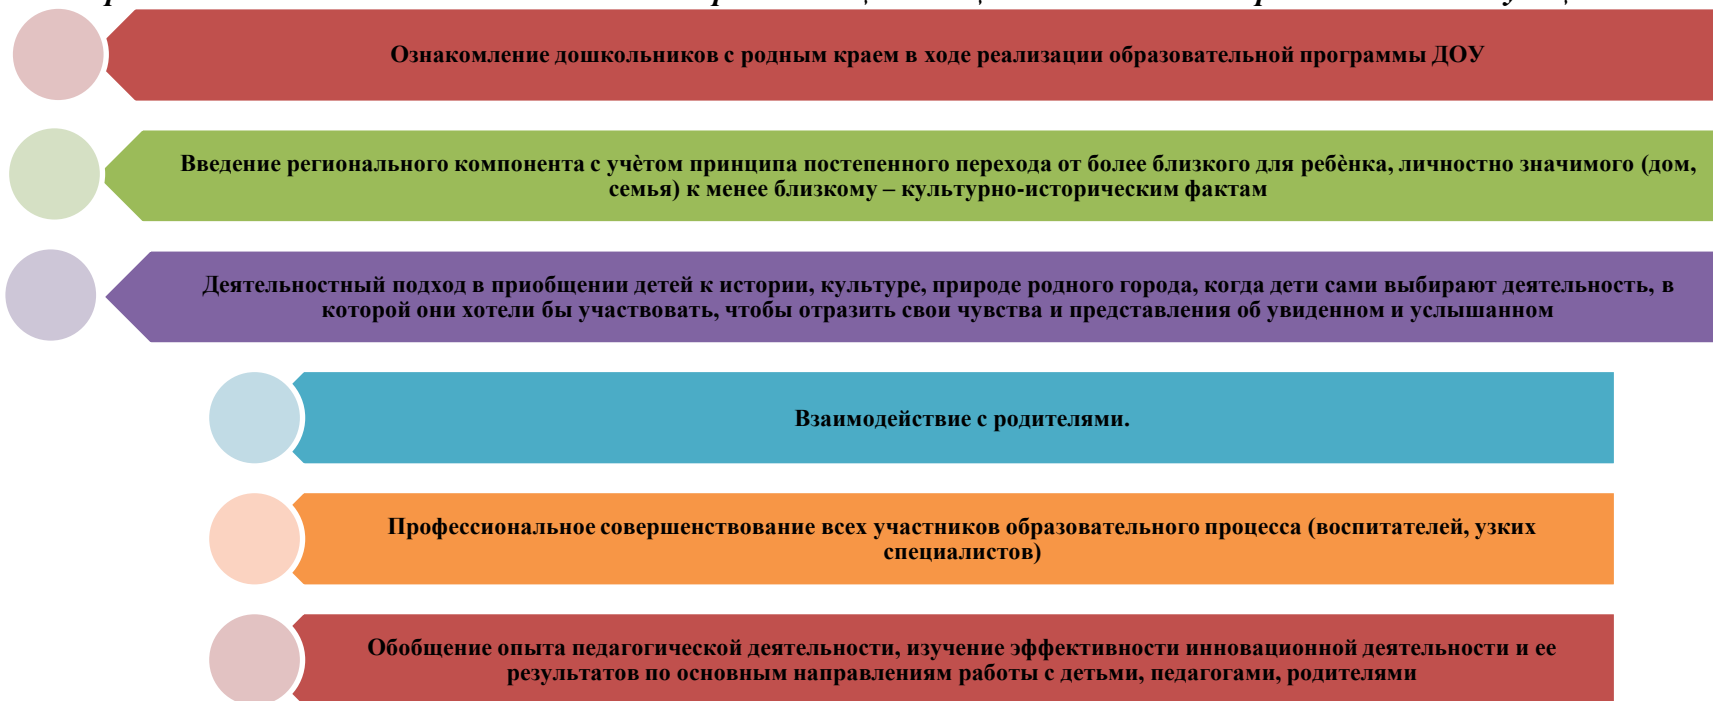 Ознакомление дошкольников с родным краем в ходе реализации образовательной программы ДОУ
Введение регионального компонента с учѐтом принципа постепенного перехода от более близкого для ребѐнка, личностно значимого (дом,
семья) к менее близкому – культурно-историческим фактам
Деятельностный подход в приобщении детей к истории, культуре, природе родного города, когда дети сами выбирают деятельность, в
которой они хотели бы участвовать, чтобы отразить свои чувства и представления об увиденном и услышанном
Взаимодействие с родителями.
Профессиональное совершенствование всех участников образовательного процесса (воспитателей, узких
специалистов)
Обобщение опыта педагогической деятельности, изучение эффективности инновационной деятельности и ее
результатов по основным направлениям работы с детьми, педагогами, родителями